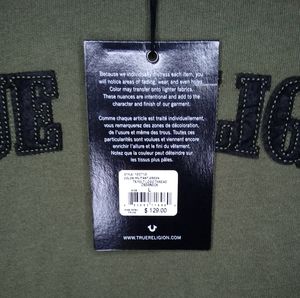 UE
LIG
Because we individually distress each item, you
will notice areas of fading, wear, and even holes
Color may transfer onto lighter fabrics.
These nuances are intentional and add to the
character and finish of our garment.
Comme chaque article est traité individuellement,
vous remarquerez des zones de décoloration,
de l'usure et même des trous. Toutes ces
particularités sont voulues et viennent encore
enrichir l'aspect et le fini du vêtement.
Notez que la couleur peut déteindre sur
les tissus plus pâles.
L
$ 129.00
WWW.TRUERELIGION.COM